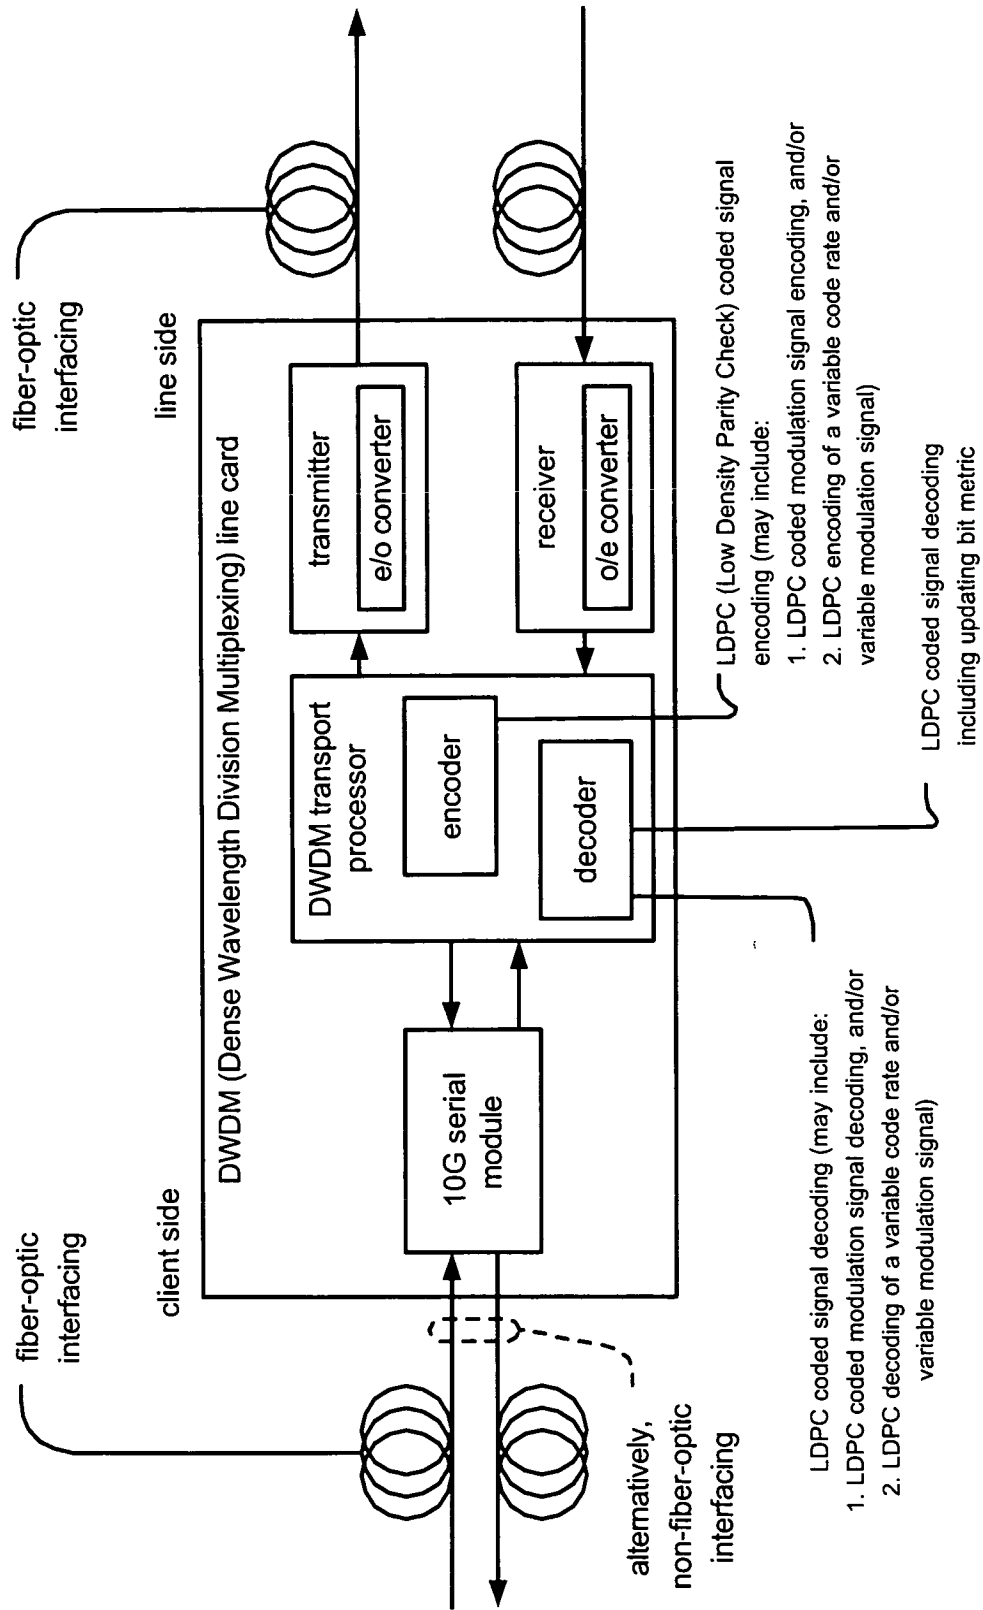 fiber-optic
interfacing
fiber-optic
interfacing
client side
line side
DWDM (Dense Wavelength Division Multiplexing) line card
10G serial
module
DWDM transport
processor
encoder
decoder
transmitter
e/o converter
receiver
o/e converter
alternatively,
non-fiber-optic
interfacing
LDPC (Low Density Parity Check) coded signal
encoding (may include:
1. LDPC coded modulation signal encoding, and/or
2. LDPC encoding of a variable code rate and/or
variable modulation signal)
LDPC coded signal decoding
including updating bit metric
LDPC coded signal decoding (may include:
1. LDPC coded modulation signal decoding, and/or
2. LDPC decoding of a variable code rate and/or
variable modulation signal)